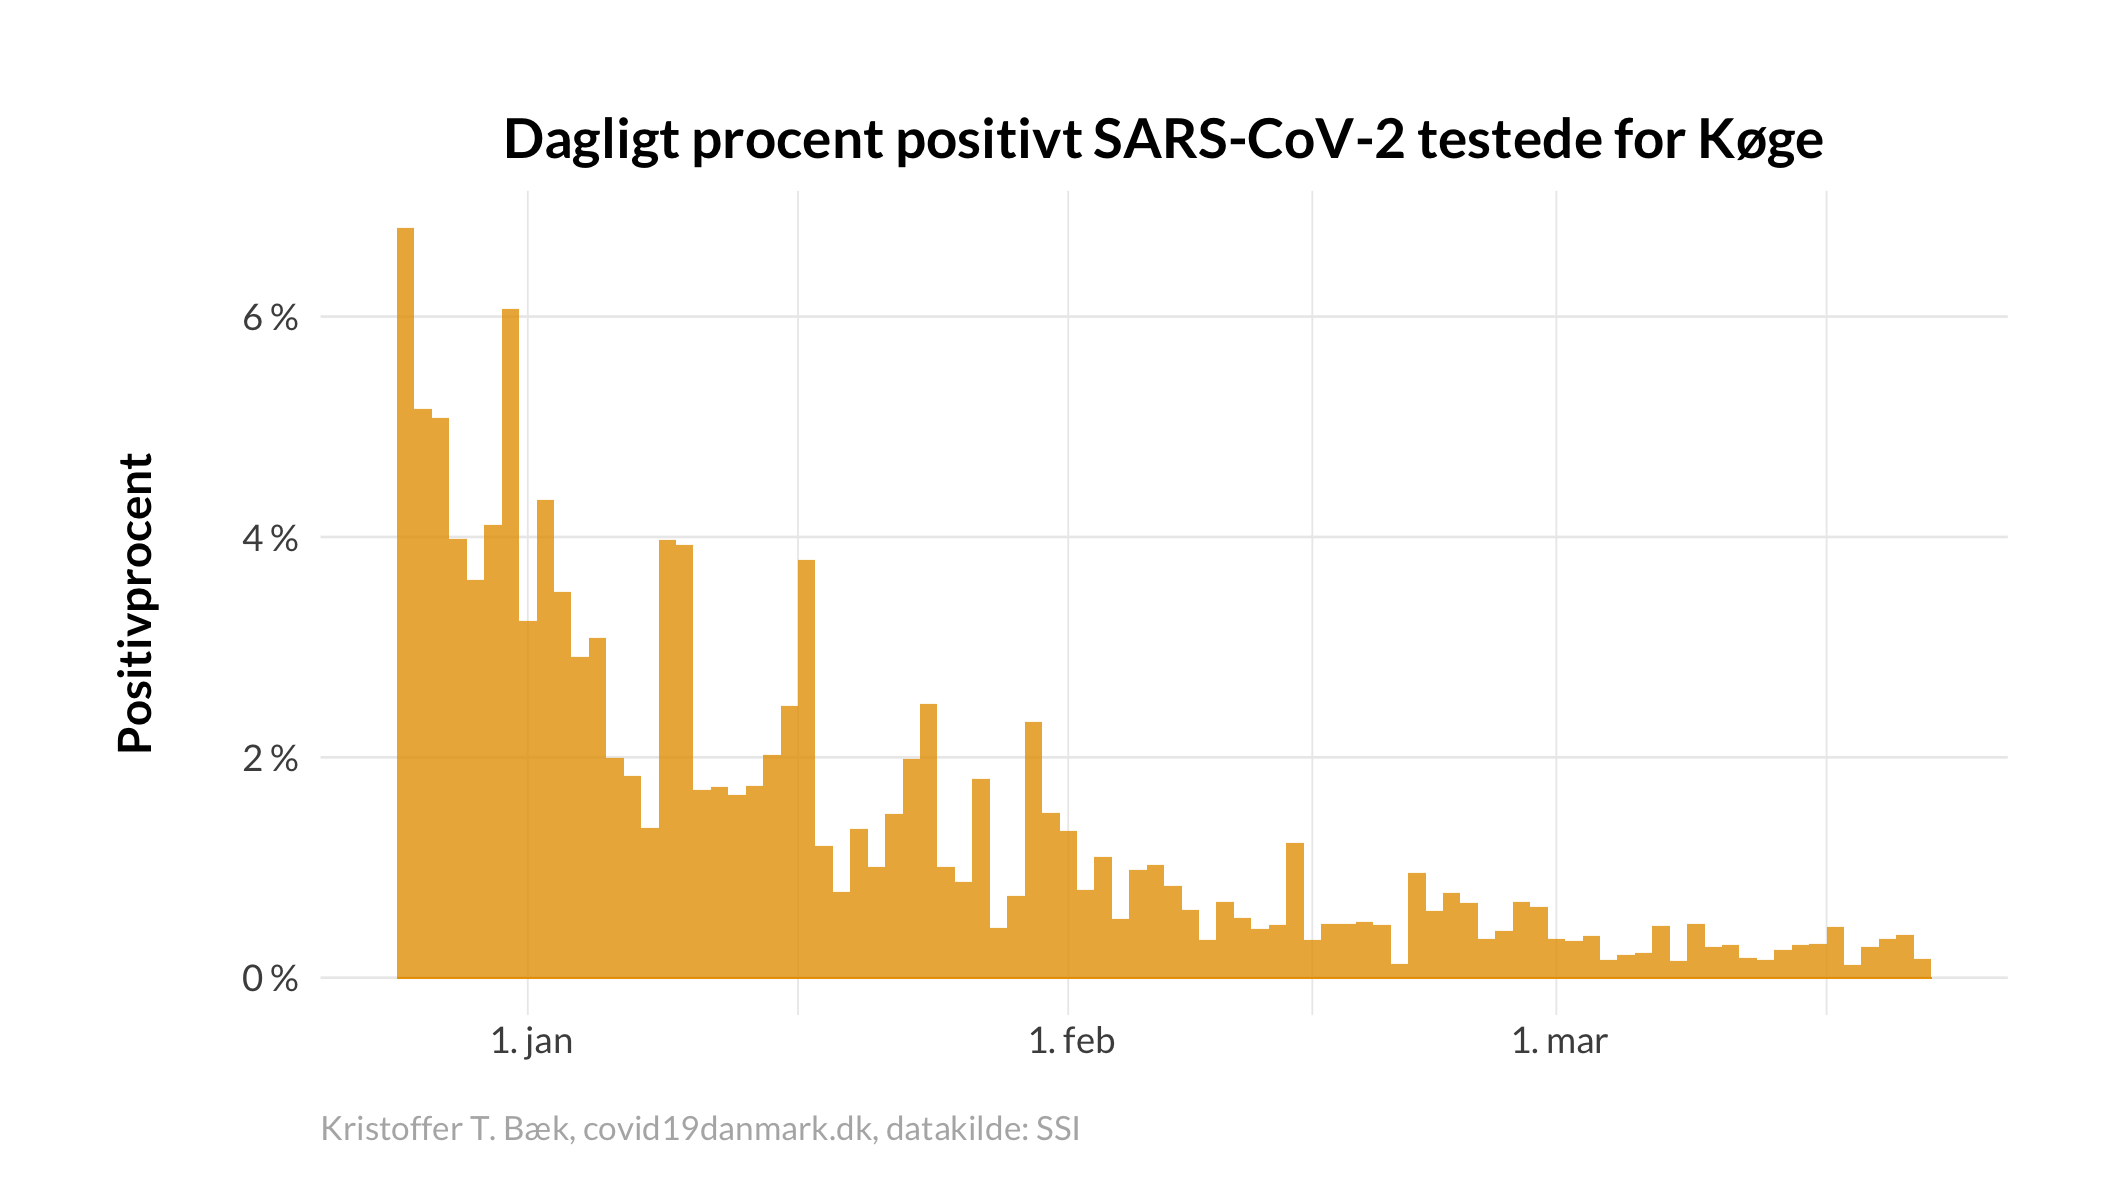 Dagligt procent positivt SARS-CoV-2 testede for Køge
Positivprocent
6 %
4 %
2 %
0 %
1. jan
1. feb
1. mar
Kristoffer T. Bæk, covid19danmark.dk, datakilde: SSI